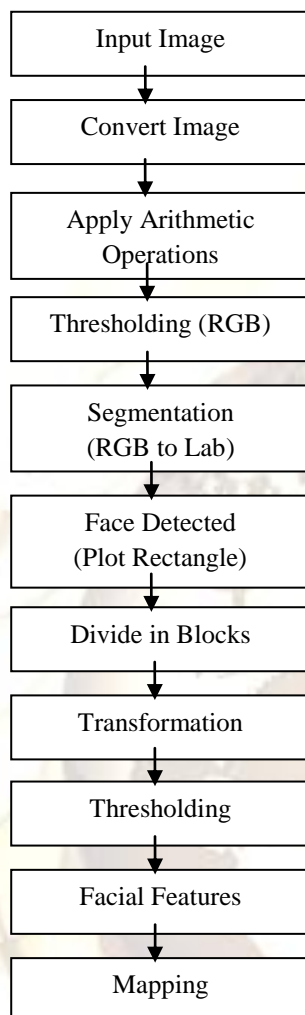 Input Image
Convert Image
Apply Arithmetic
Operations
Thresholding (RGB)
Segmentation
(RGB to Lab)
Face Detected
(Plot Rectangle)
Divide in Blocks
Transformation
Thresholding
Facial Features
Mapping